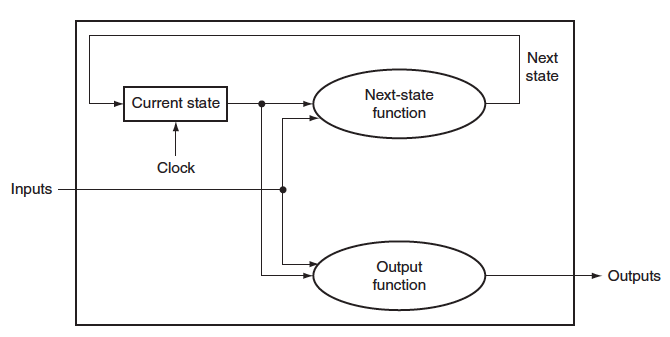 Next
state
Current state
Next-state
function
Clock
Inputs
Output
function
Outputs